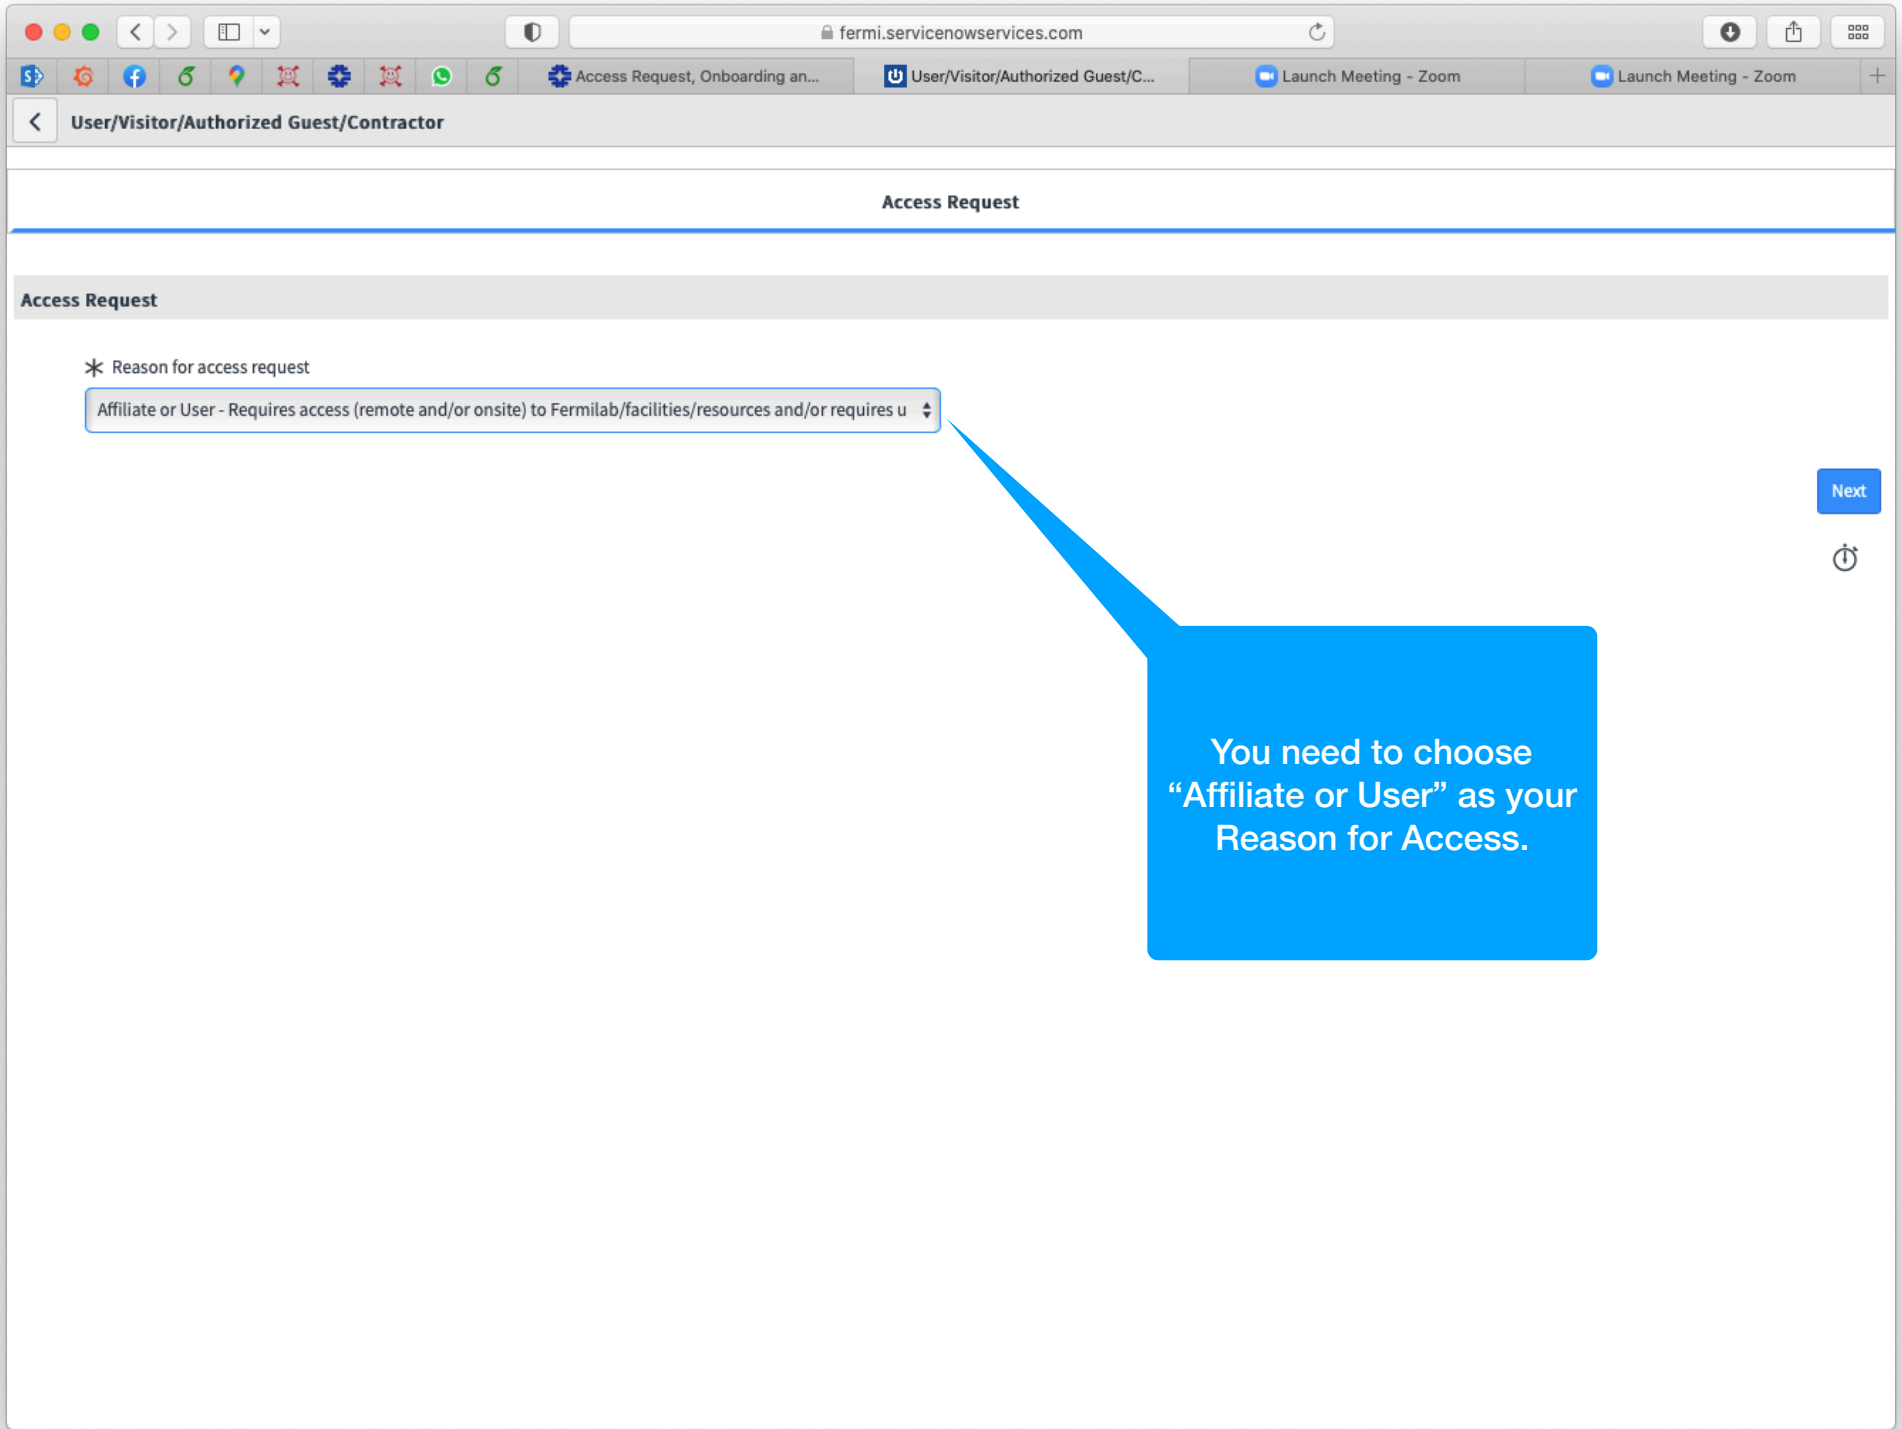 fermi.servicenowservices.com
Access Request, Onboarding an...
User/Visitor/Authorized Guest/C...
Launch Meeting - Zoom
Launch Meeting - Zoom
User/Visitor/Authorized Guest/Contractor
Access Request
Access Request
Reason for access request
Affiliate or User - Requires access (remote and/or onsite) to Fermilab/facilities/resources and/or requires u
Next
You need to choose
“Affiliate or User” as your
Reason for Access.